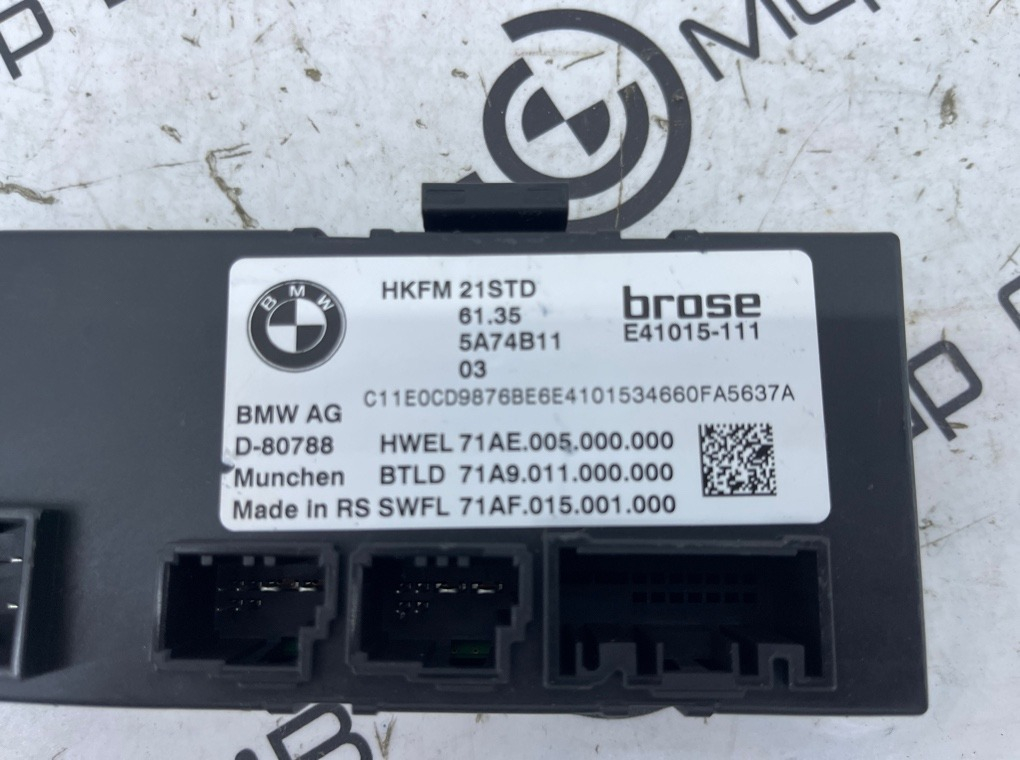 BMW
HKFM 21STD
61.35
5A74B11
03
brose
E41015-111
C11E0CD9876BE6E4101534660FA5637A
BMW AG
D-80788
Munchen
Made in RS
HWEL 71AE.005.000.000
BTLD 71A9.011.000.000
SWFL 71AF.015.001.000